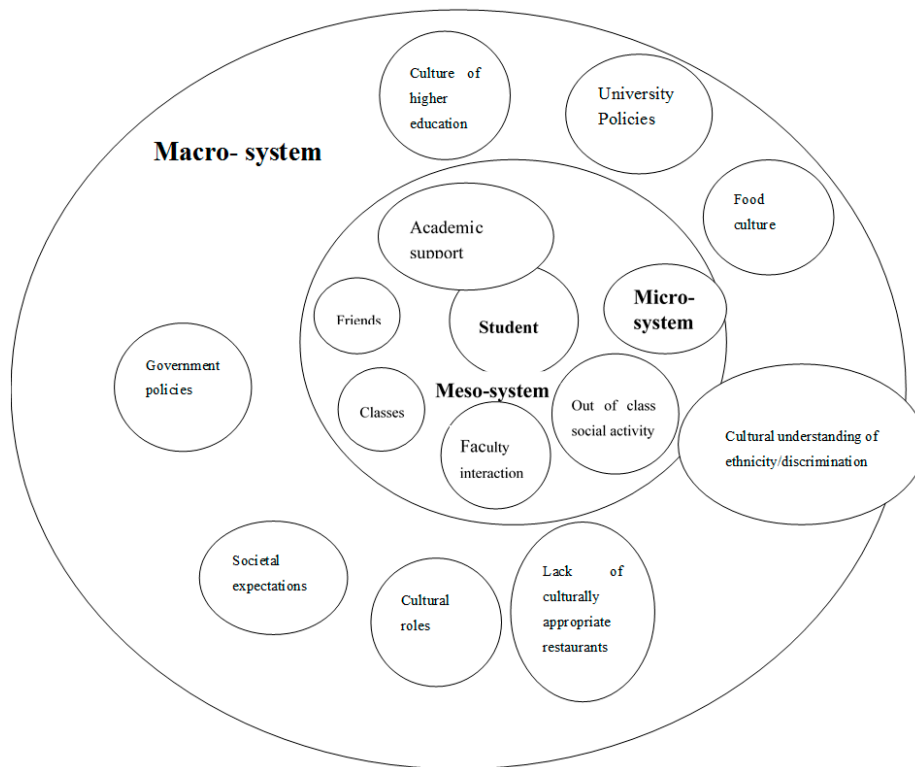 Culture of
higher
education
University
Policies
Macro- system
Food
culture
Academic
support
Micro-
system
Friends
Student
Government
policies
Meso-system
Classes
Out of class
social activity
Faculty
interaction
Cultural understanding of
ethnicity/discrimination
Societal
expectations
Cultural
roles
Lack of
culturally
appropriate
restaurants